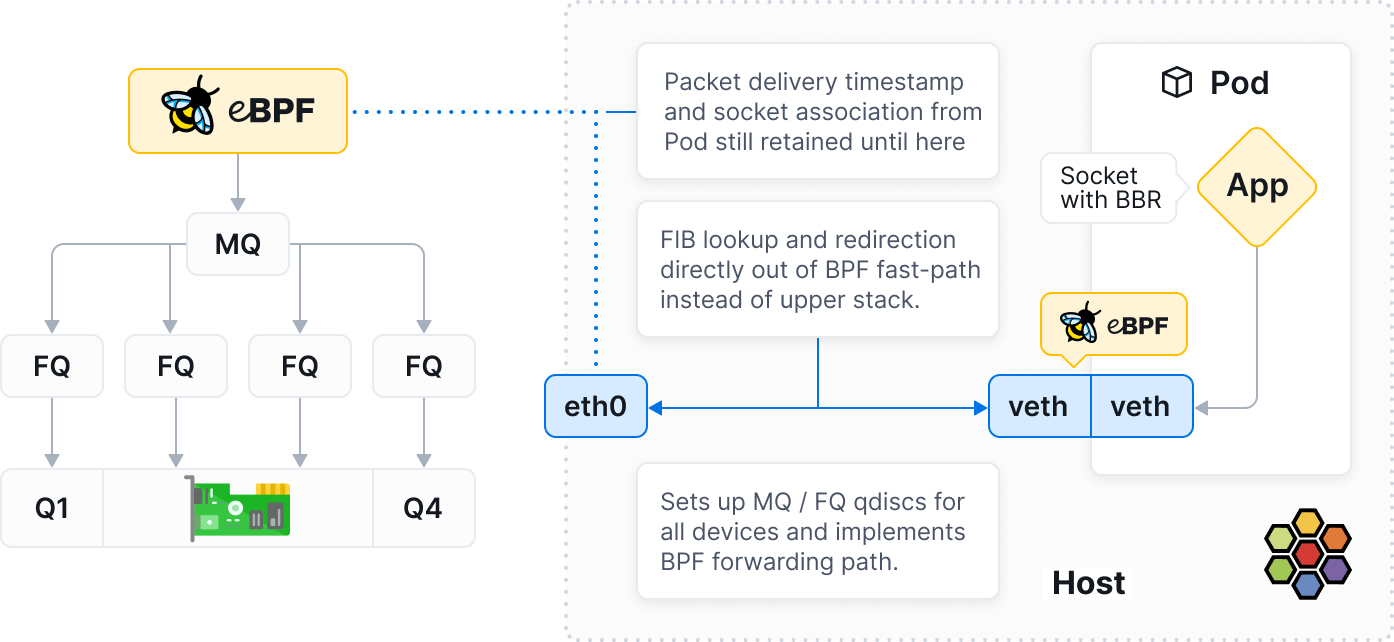 eBPF
MQ
FQ
FQ
FQ
FQ
Q1
Q4
Packet delivery timestamp
and socket association from
Pod still retained until here
FIB lookup and redirection
directly out of BPF fast-path
instead of upper stack.
eth0
Sets up MQ / FQ qdiscs for
all devices and implements
BPF forwarding path.
Pod
Socket
with BBR
App
eBPF
veth
veth
Host